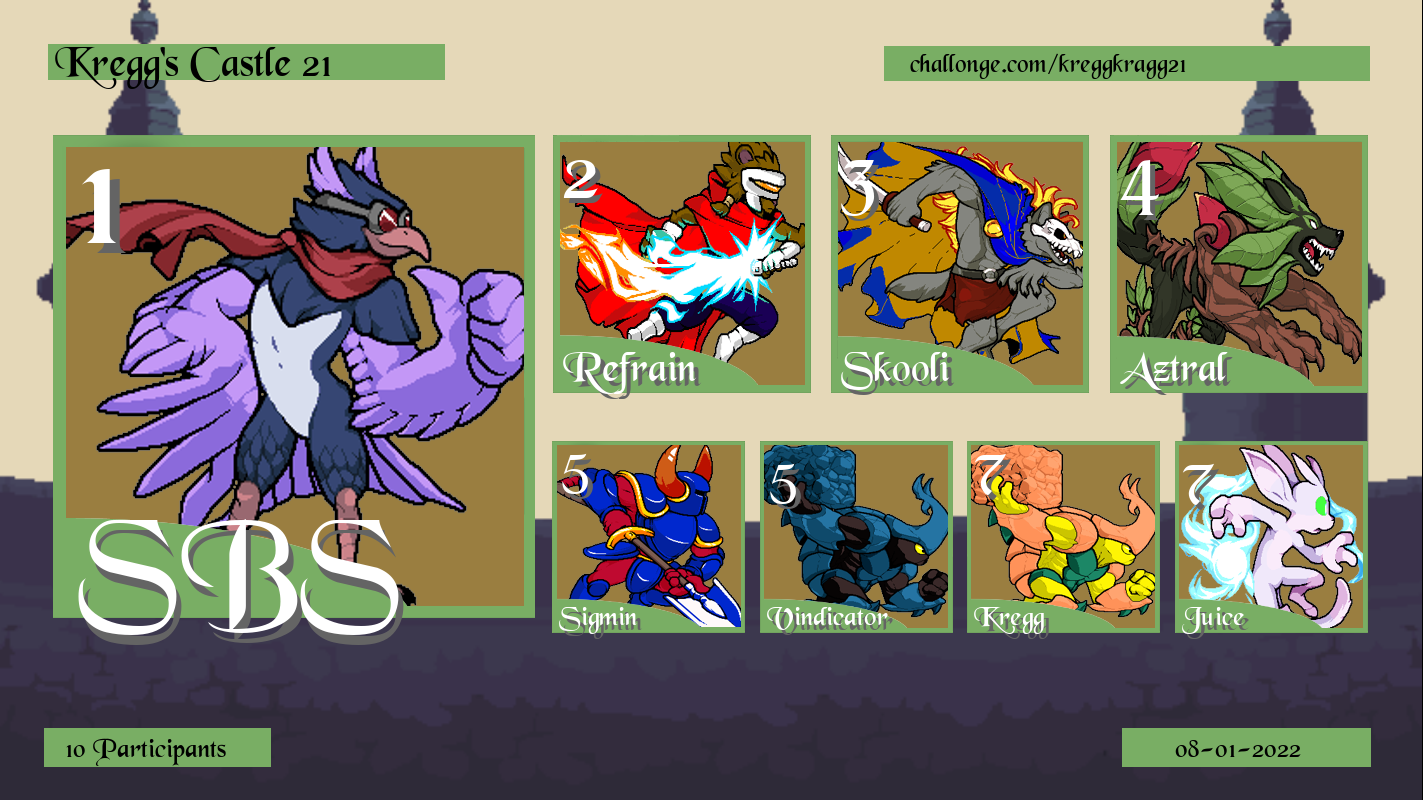 Kregg's Castle 21
challonge.com/kreggkragg21
1
SBS
2
Refrain
3
Skooli
4
Aztral
5
Sigmin
5
Vindicator
7
Kregg
7
Juice
10 Participants
08-01-2022